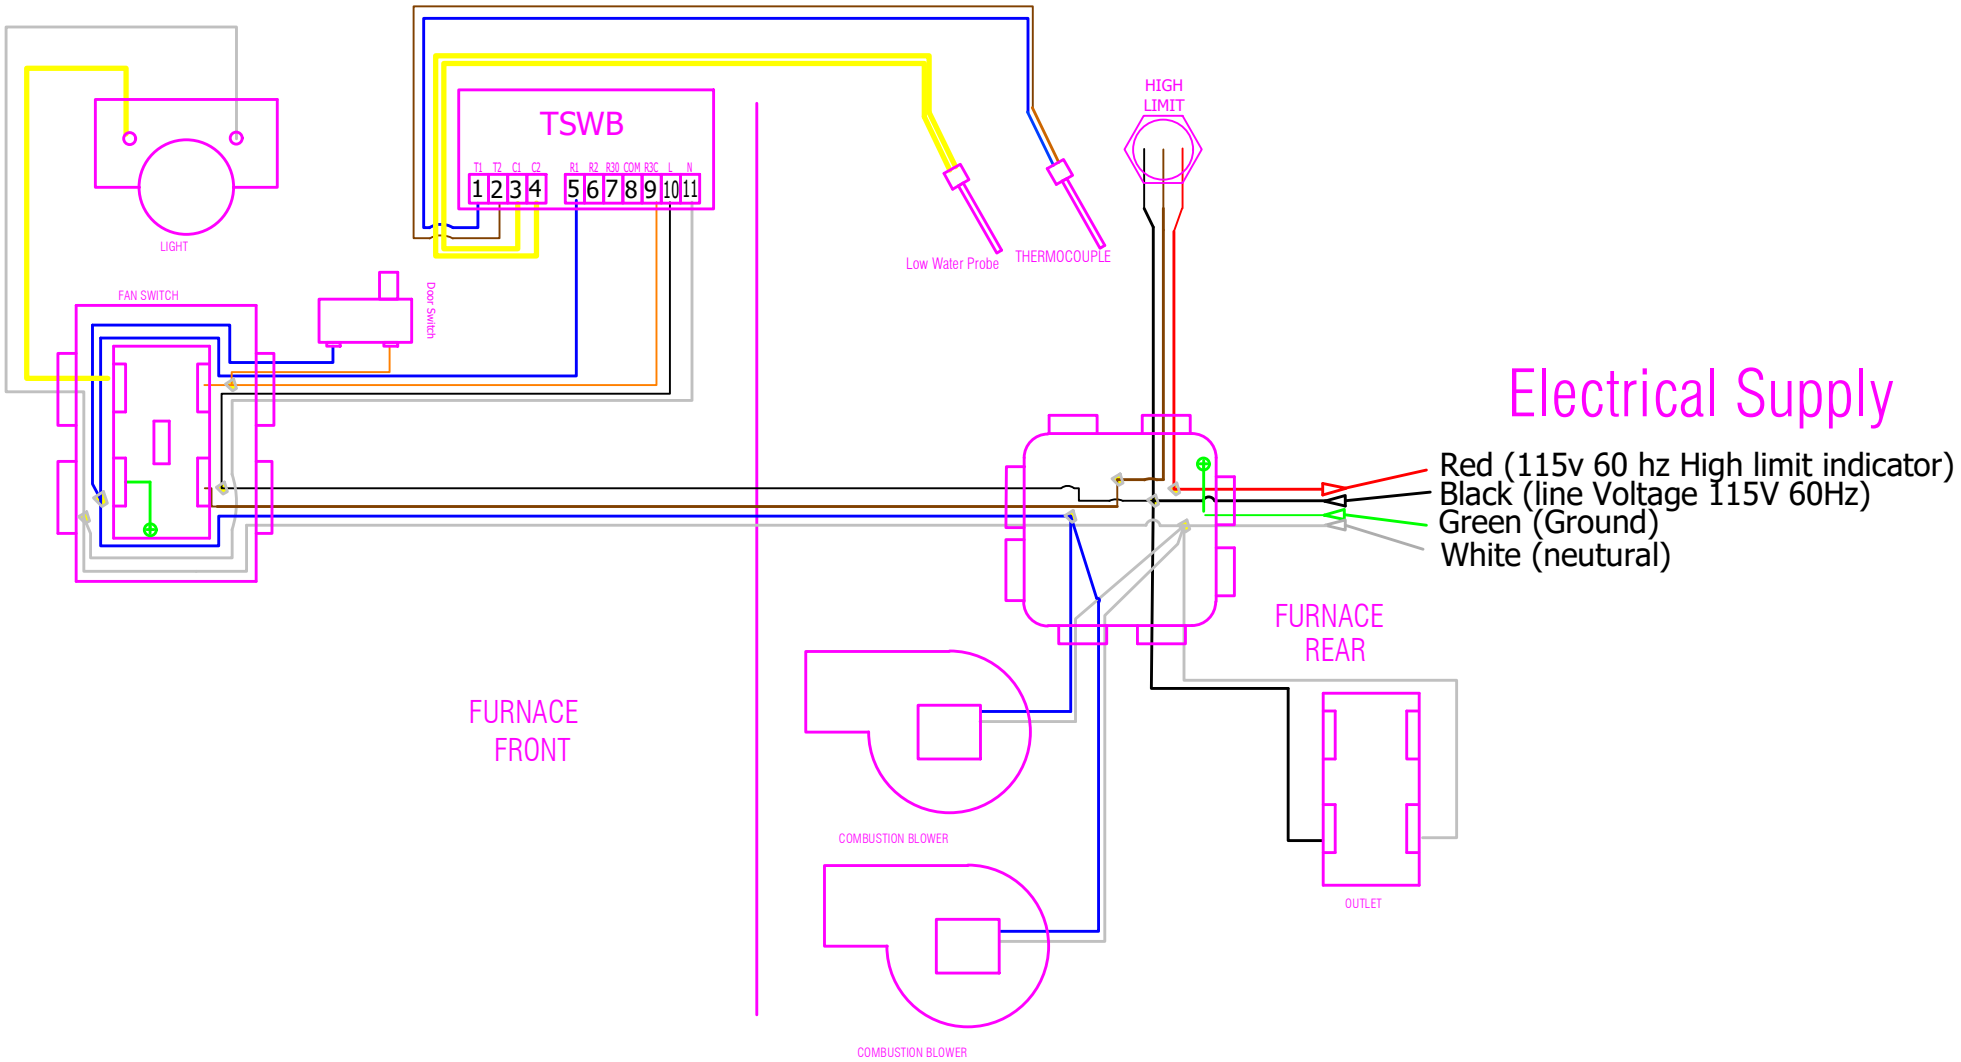 HIGH
LIMIT
TSWB
T1 T2 C1 C2 R1 R2 R30 COM R3C L N
1 2 3 4 5 6 7 8 9 10 11
LIGHT
Low Water Probe
THERMOCOUPLE
FAN SWITCH
Door Switch
Electrical Supply
Red (115v 60 hz High limit indicator)
Black (line Voltage 115V 60Hz)
Green (Ground)
White (neutural)
FURNACE
REAR
FURNACE
FRONT
COMBUSTION BLOWER
OUTLET
COMBUSTION BLOWER